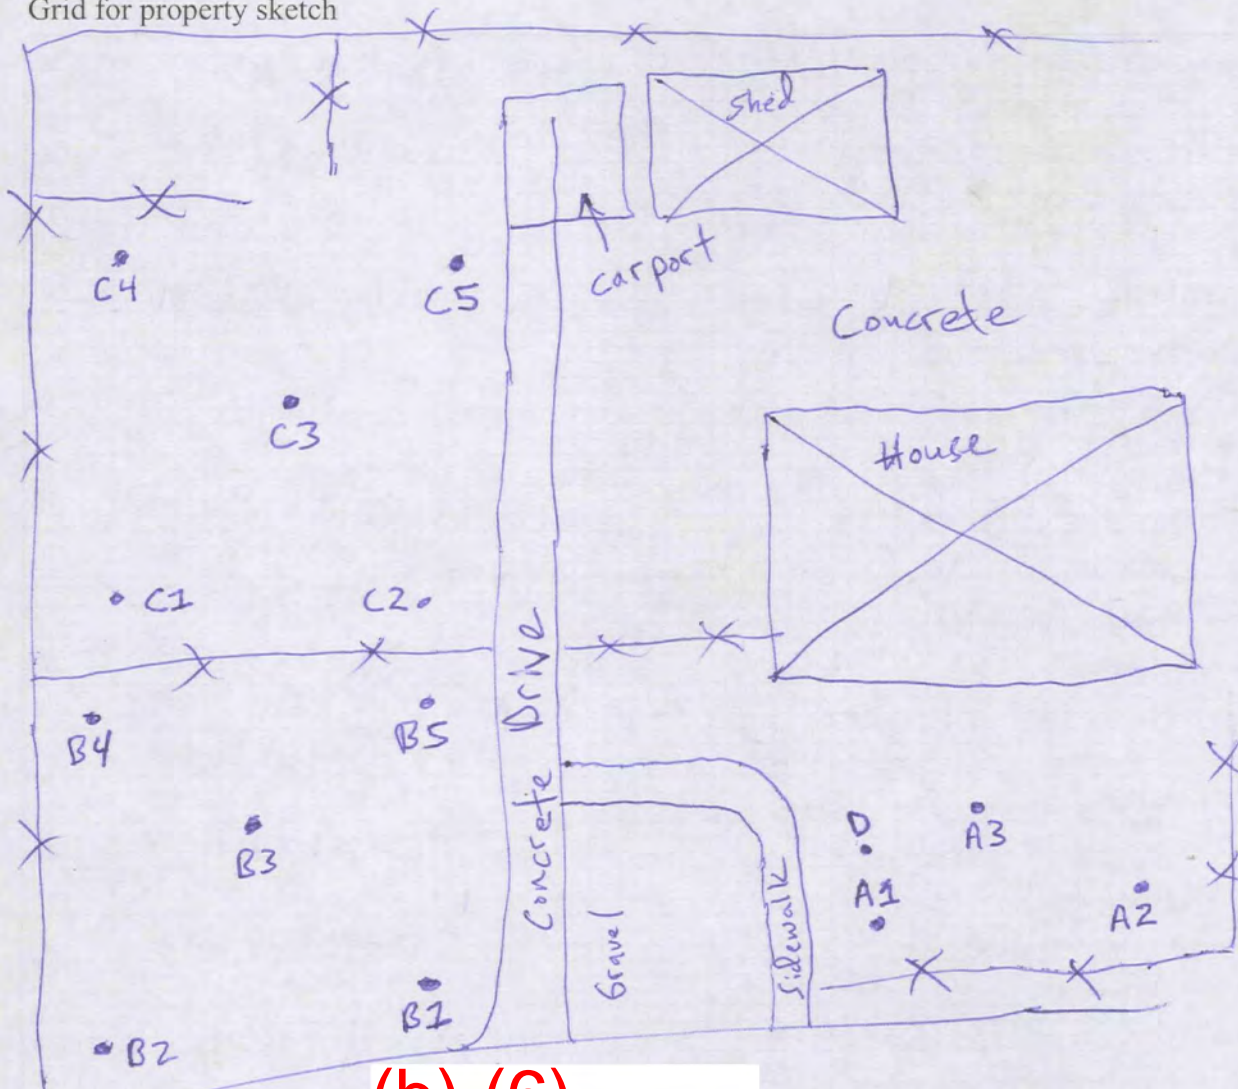 Grid for property sketch
Shed
carport
C4
C5
Concrete
C3
House
C1
C2
Concrete Drive
B4
B5
B3
D
A3
A1
A2
Gravel
Sidewalk
B1
B2
(b) (6)